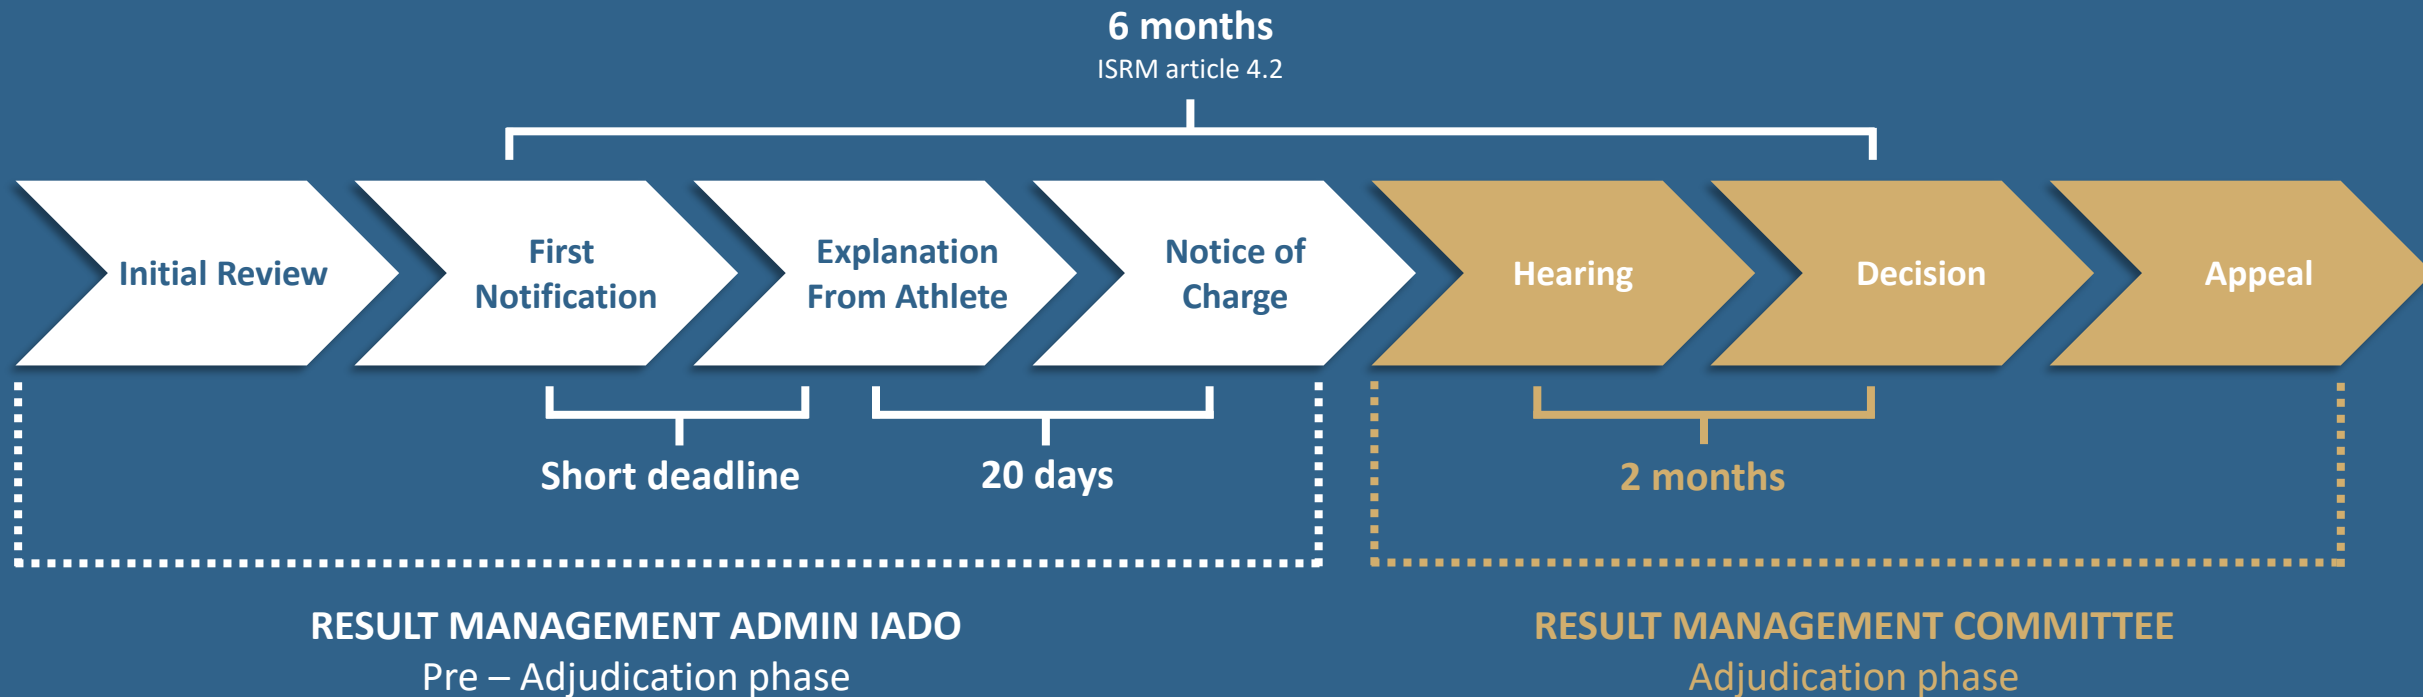 6 months
ISRM article 4.2
Initial Review
First
Notification
Explanation
From Athlete
Notice of
Charge
Hearing
Decision
Appeal
Short deadline
20 days
2 months
RESULT MANAGEMENT ADMIN IADO
Pre – Adjudication phase
RESULT MANAGEMENT COMMITTEE
Adjudication phase